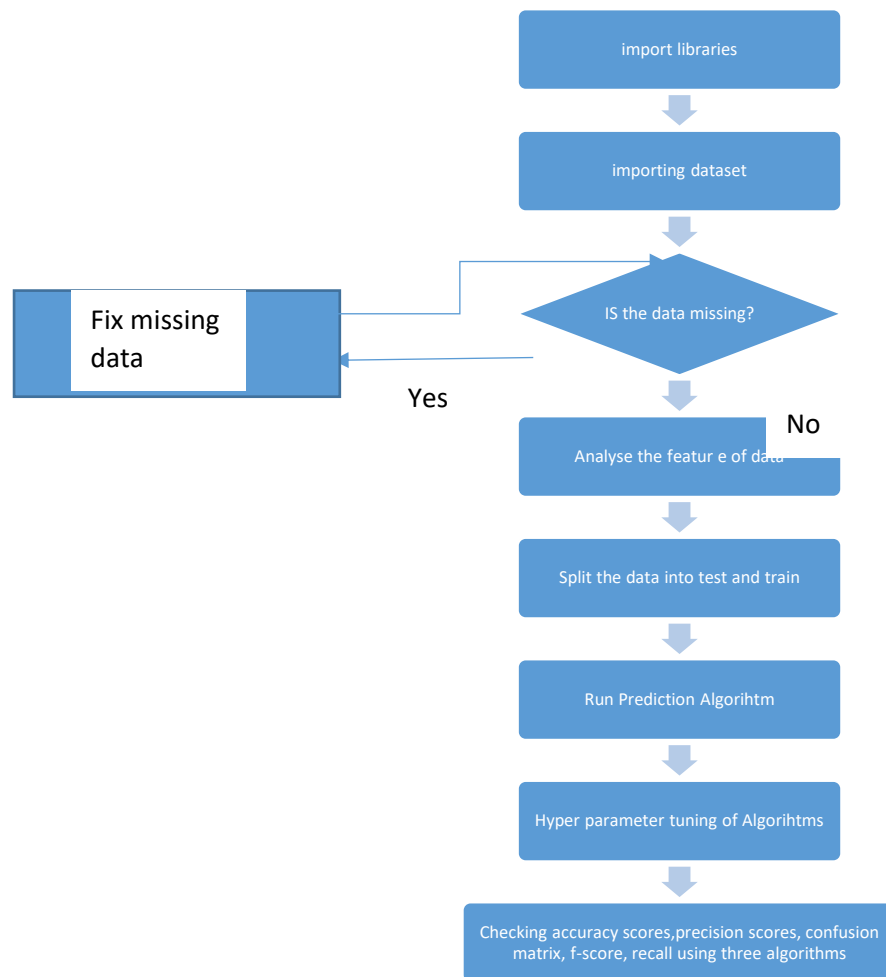 import libraries
importing dataset
IS the data missing?
Fix missing
data
Yes
No
Analyse the featur e of data
Split the data into test and train
Run Prediction Algorihtm
Hyper parameter tuning of Algorihtms
Checking accuracy scores,precision scores, confusion
matrix, f-score, recall using three algorithms